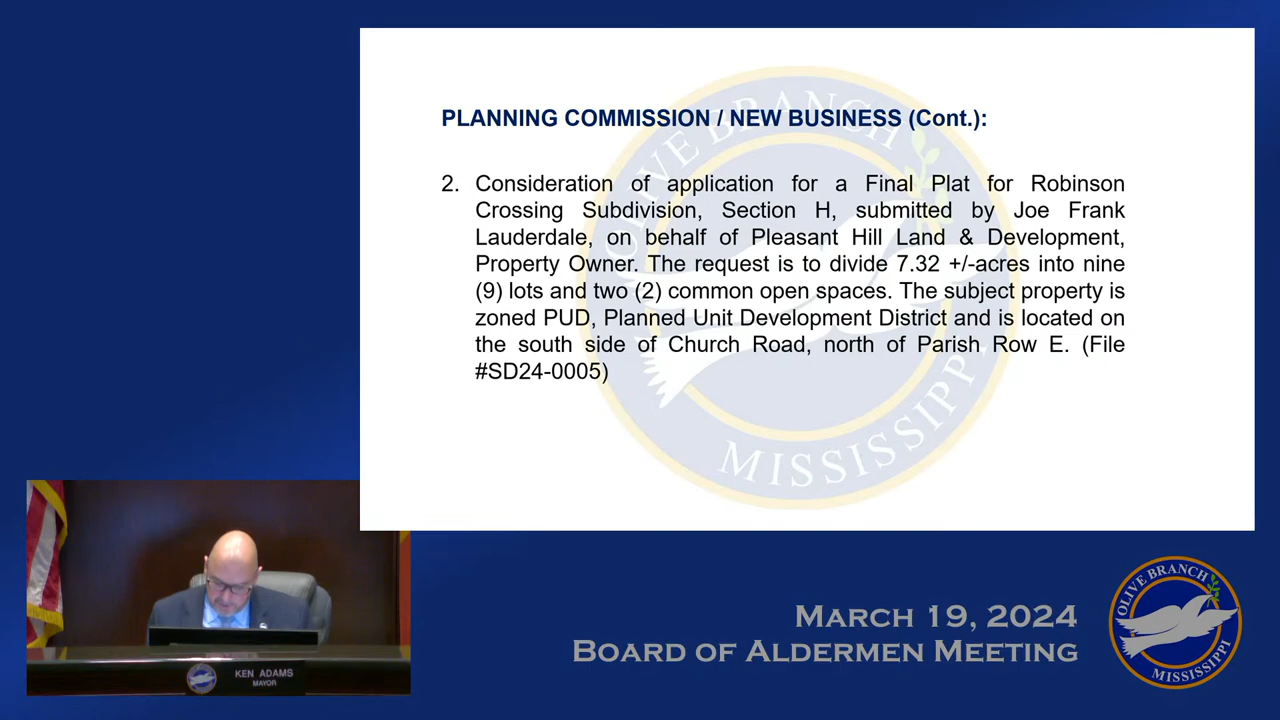 PLANNING COMMISSION / NEW BUSINESS (Cont.):
2. Consideration of application for a Final Plat for Robinson
Crossing Subdivision, Section H, submitted by Joe Frank
Lauderdale, on behalf of Pleasant Hill Land & Development,
Property Owner. The request is to divide 7.32 +/-acres into nine
(9) lots and two (2) common open spaces. The subject property is
zoned PUD, Planned Unit Development District and is located on
the south side of Church Road, north of Parish Row E. (File
#SD24-0005)
OLIVE BRANCH
MISSISSIPPI
KEN ADAMS
MAYOR
MARCH 19, 2024
BOARD OF ALDERMEN MEETING
OLIVE BRANCH
MISSISSIPPI